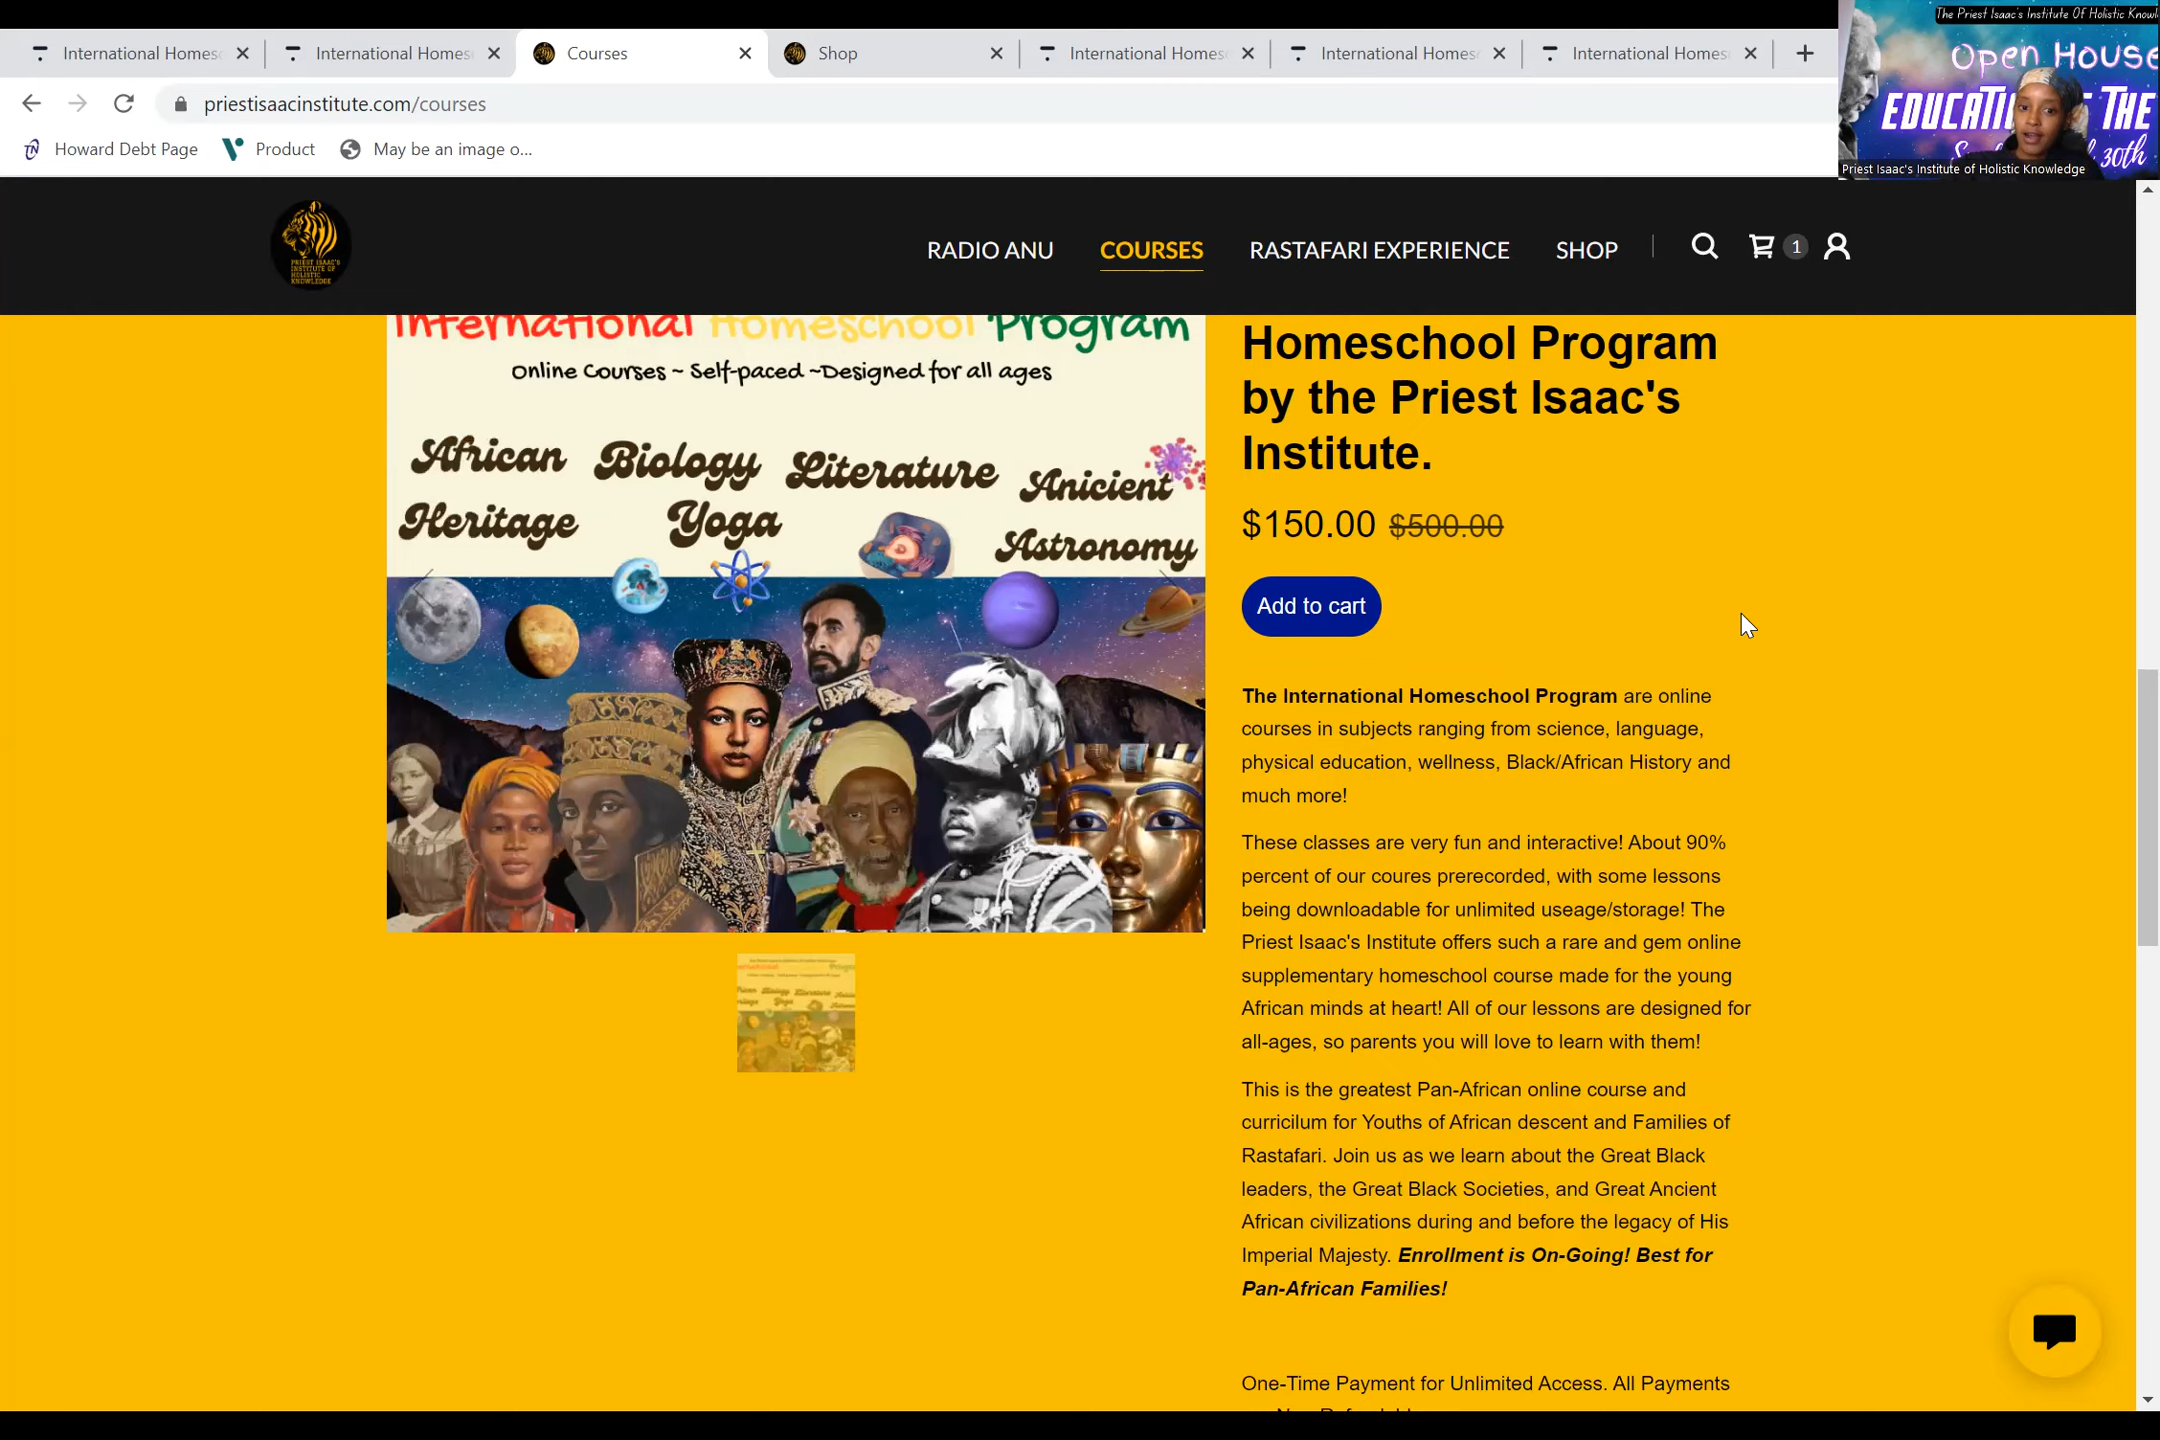 International Homes
International Homes
Courses
Shop
International Homes
International Homes
International Homes
priestisaacinstitute.com/courses
Howard Debt Page
Product
May be an image o...
The Priest Isaac's Institute Of Holistic
Open House
THE
30th
Priest Isaac's Institute of Holistic Knowledge
PRIEST ISAAC'S
INSTITUTE OF
HOLISTIC
KNOWLEDGE
RADIO ANU
COURSES
RASTAFARI EXPERIENCE
SHOP
1
International Homeschool Program
Online Courses ~ Self-paced ~Designed for all ages
African
Heritage
Biology
Yoga
Literature
Anicient
Astronomy
Homeschool Program
by the Priest Isaac's
Institute.
$150.00 $500.00
Add to cart
The International Homeschool Program are online
courses in subjects ranging from science, language,
physical education, wellness, Black/African History and
much more!
These classes are very fun and interactive! About 90%
percent of our coures prerecorded, with some lessons
being downloadable for unlimited useage/storage! The
Priest Isaac's Institute offers such a rare and gem online
supplementary homeschool course made for the young
African minds at heart! All of our lessons are designed for
all-ages, so parents you will love to learn with them!
This is the greatest Pan-African online course and
curricilum for Youths of African descent and Families of
Rastafari. Join us as we learn about the Great Black
leaders, the Great Black Societies, and Great Ancient
African civilizations during and before the legacy of His
Imperial Majesty. Enrollment is On-Going! Best for
Pan-African Families!
One-Time Payment for Unlimited Access. All Payments